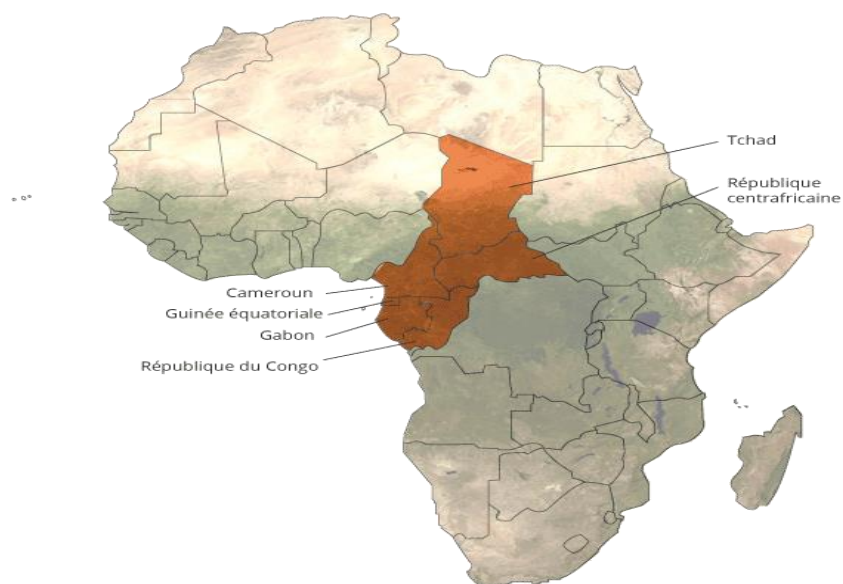 Tchad
République
centrafricaine
Cameroun
Guinée équatoriale
Gabon
République du Congo